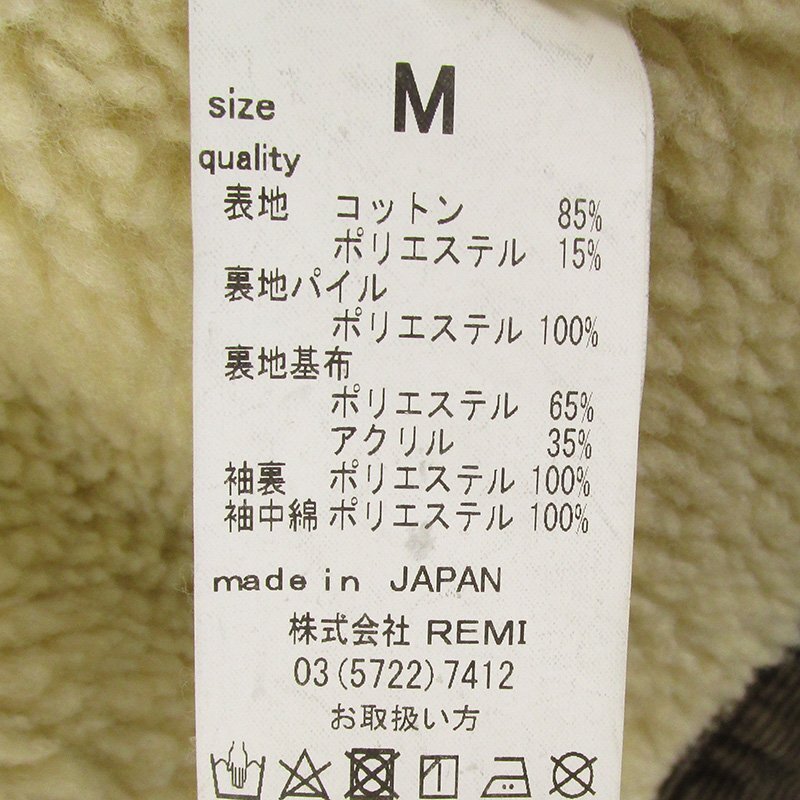 size M
quality
表地 コットン 85%
ポリエステル 15%
裏地パイル
ポリエステル 100%
裏地基布
ポリエステル 65%
アクリル 35%
袖裏 ポリエステル 100%
袖中綿 ポリエステル 100%
made in JAPAN
株式会社 REMI
03(5722)7412
お取扱い方